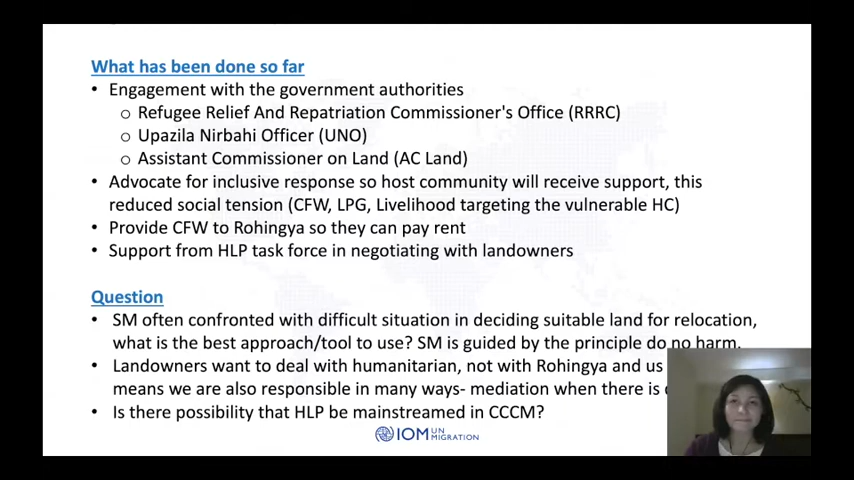 What has been done so far
• Engagement with the government authorities
o Refugee Relief And Repatriation Commissioner's Office (RRRC)
o Upazila Nirbahi Officer (UNO)
o Assistant Commissioner on Land (AC Land)
• Advocate for inclusive response so host community will receive support, this
reduced social tension (CFW, LPG, Livelihood targeting the vulnerable HC)
• Provide CFW to Rohingya so they can pay rent
• Support from HLP task force in negotiating with landowners
Question
• SM often confronted with difficult situation in deciding suitable land for relocation,
what is the best approach/tool to use? SM is guided by the principle do no harm.
• Landowners want to deal with humanitarian, not with Rohingya and us
means we are also responsible in many ways- mediation when there is
• Is there possibility that HLP be mainstreamed in CCCM?
IOM UN MIGRATION